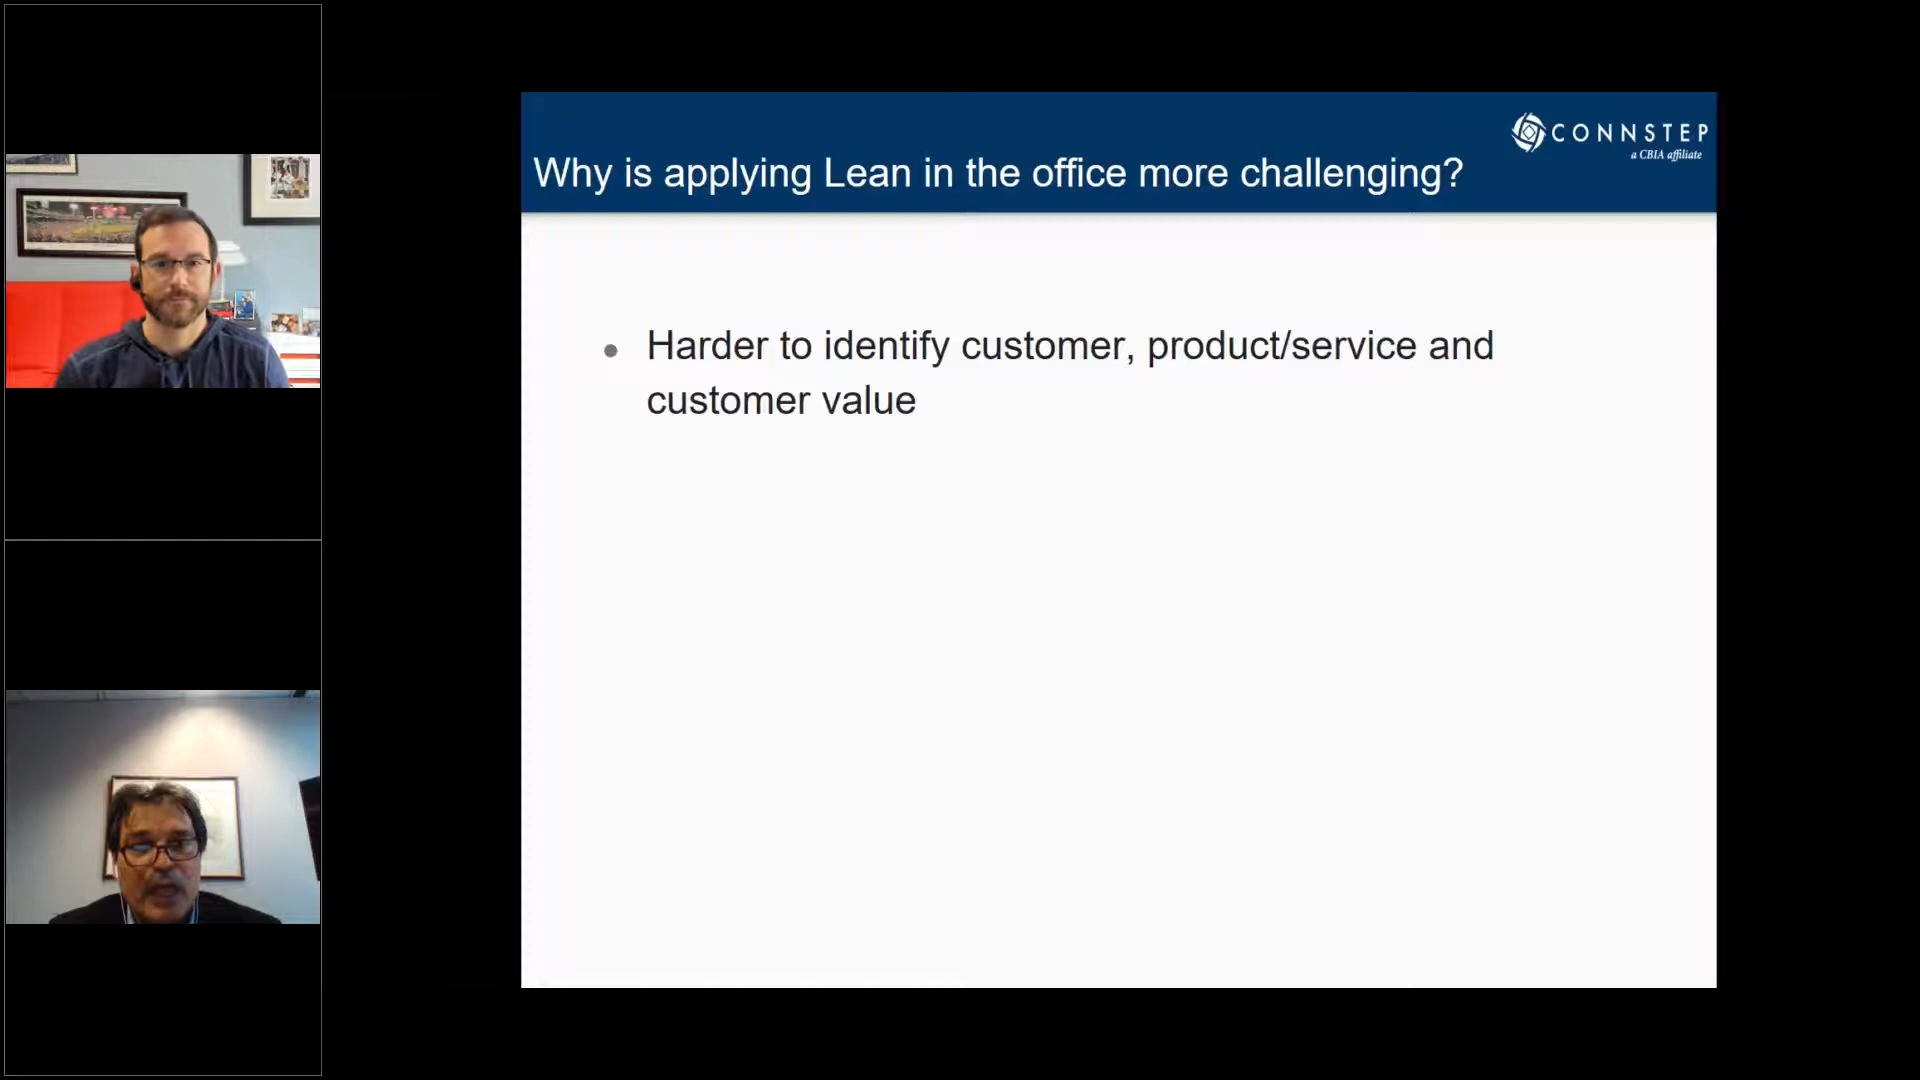 CONNSTEP
a CBIA affiliate
Why is applying Lean in the office more challenging?
• Harder to identify customer, product/service and
customer value